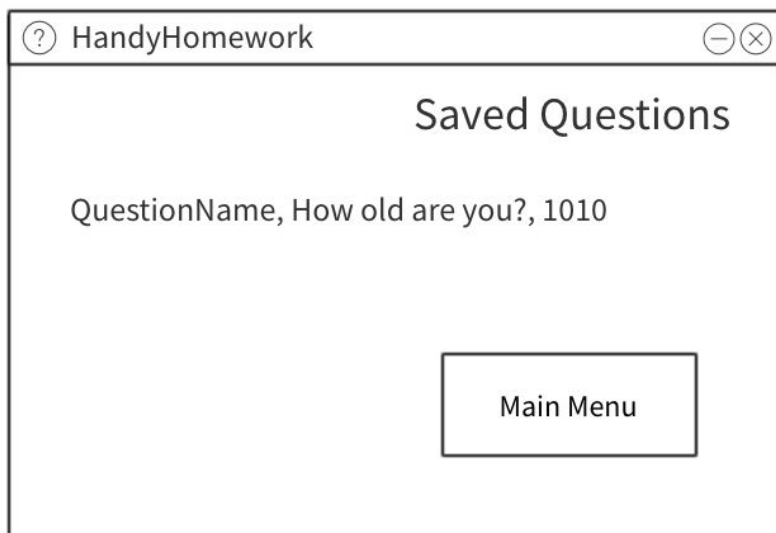 HandyHomework
Saved Questions
QuestionName, How old are you?, 1010
Main Menu